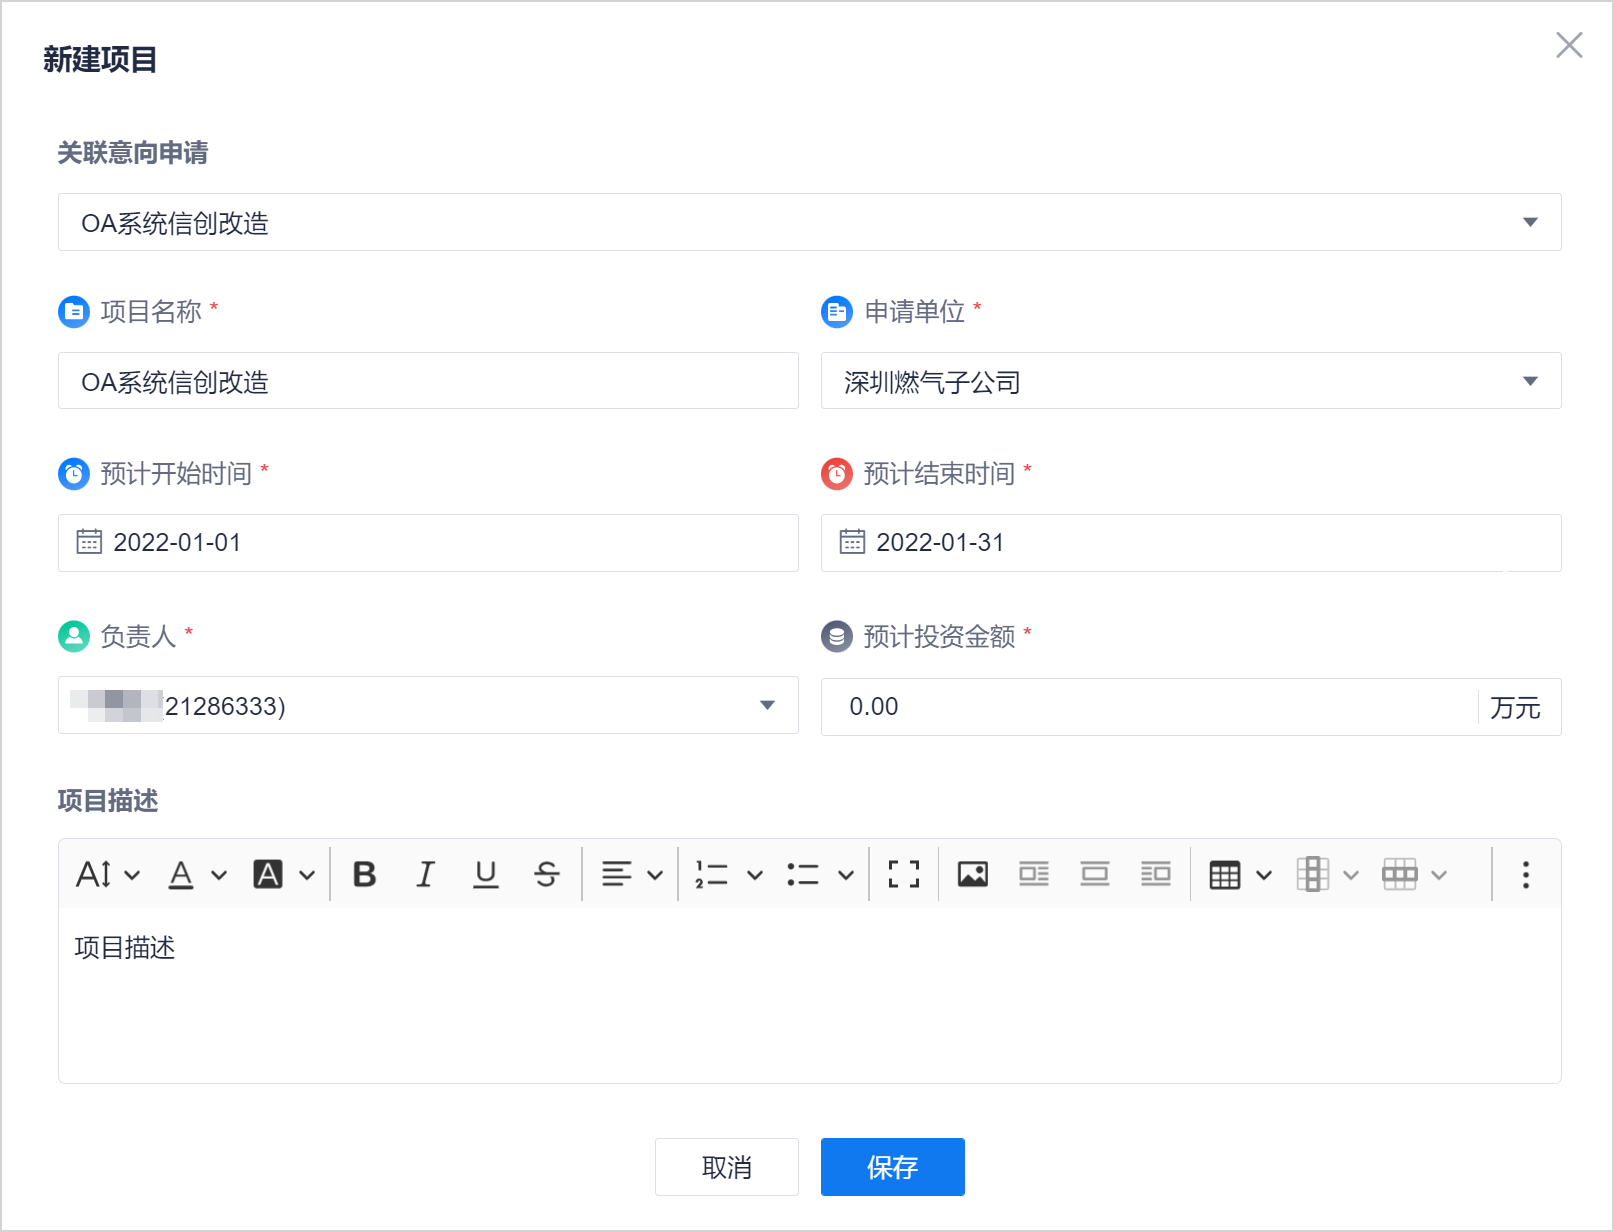 新建项目
关联意向申请
OA系统信创改造
项目名称 *
申请单位 *
OA系统信创改造
深圳燃气子公司
预计开始时间 *
预计结束时间 *
2022-01-01
2022-01-31
负责人 *
预计投资金额 *
21286333)
0.00
万元
项目描述
项目描述
取消
保存